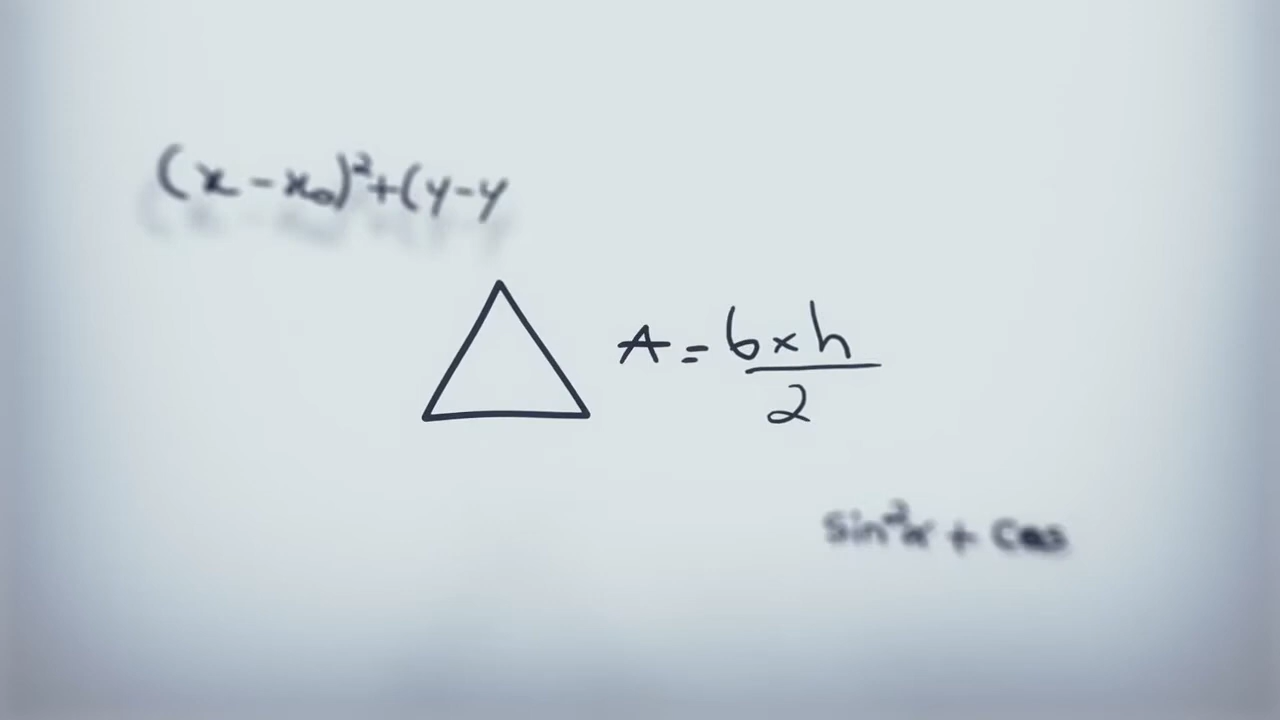 (x - x₀)² + (y - y
A = b × h / 2
sin²x + cos